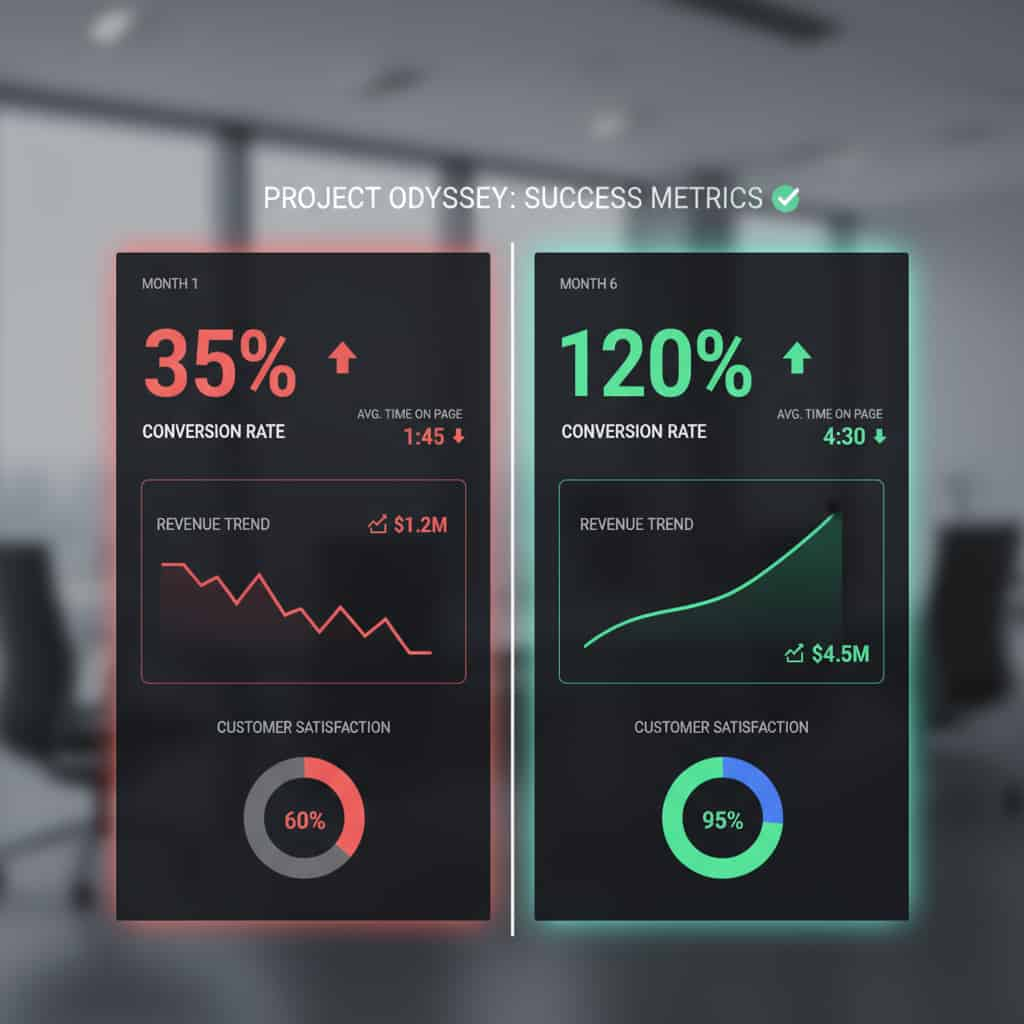 PROJECT ODYSSEY: SUCCESS METRICS
MONTH 1
35%
CONVERSION RATE
AVG. TIME ON PAGE
1:45
REVENUE TREND
$1.2M
CUSTOMER SATISFACTION
60%
MONTH 6
120%
CONVERSION RATE
AVG. TIME ON PAGE
4:30
REVENUE TREND
$4.5M
CUSTOMER SATISFACTION
95%